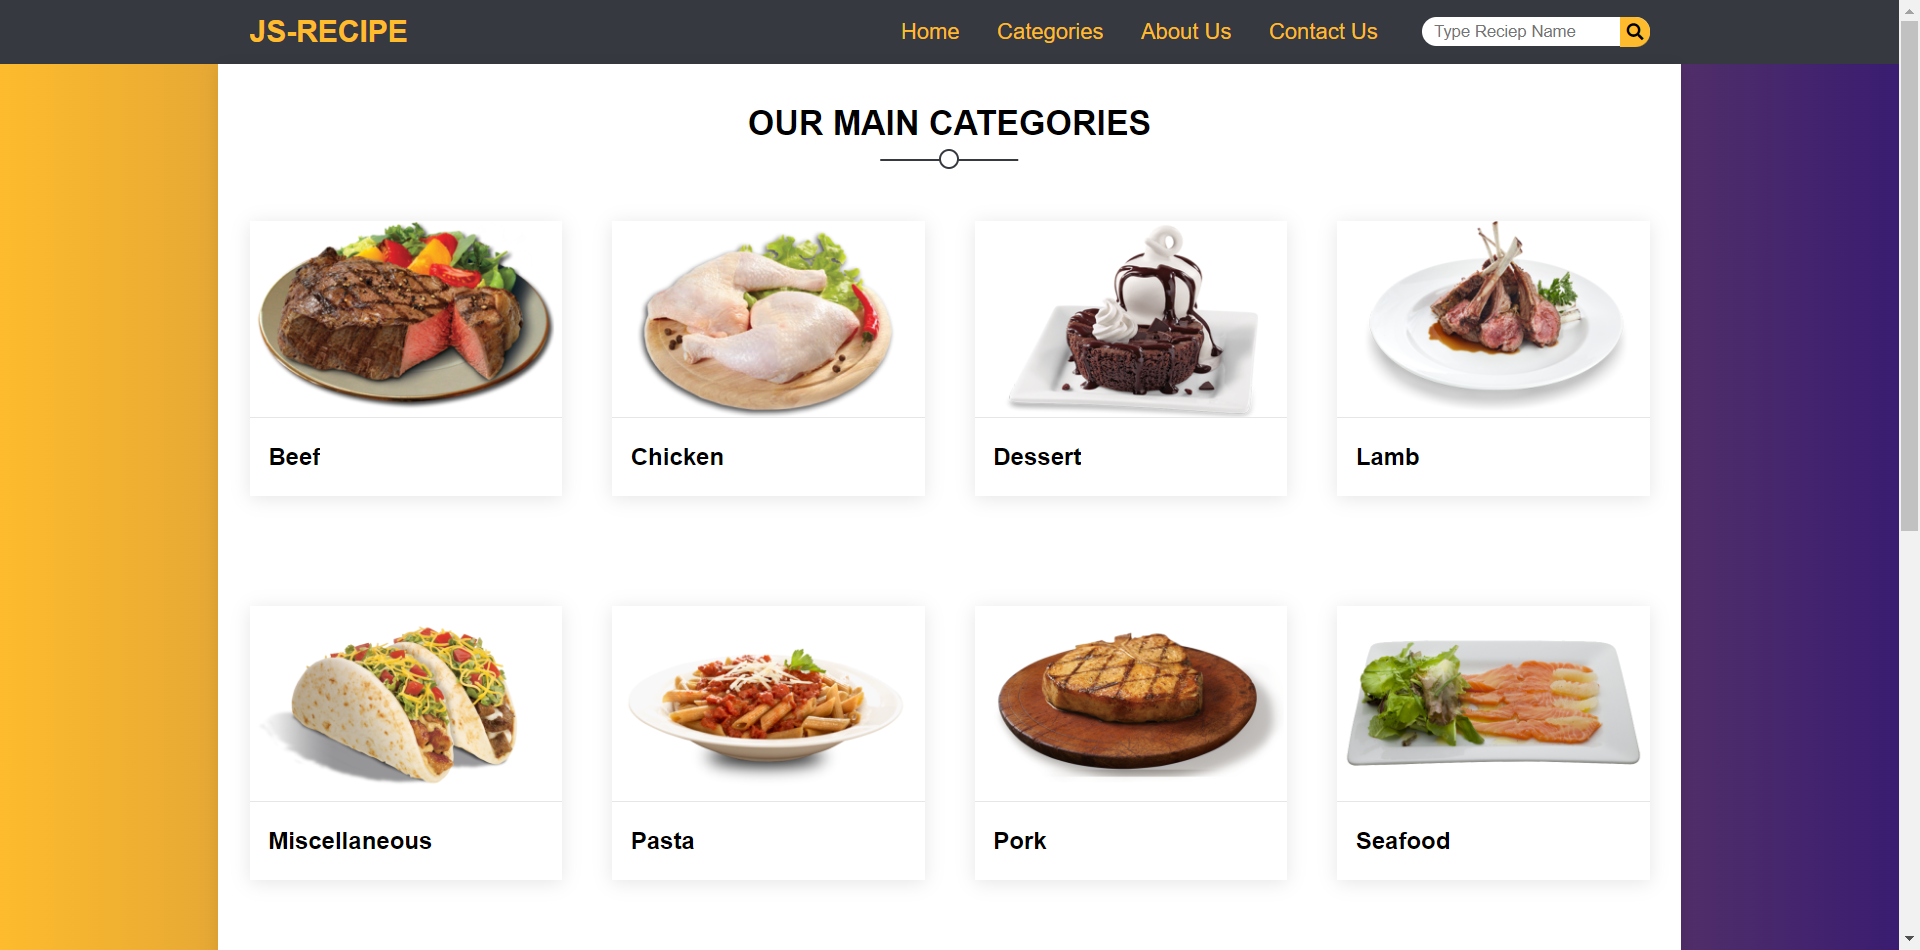 JS-RECIPE
Home
Categories
About Us
Contact Us
Type Reciep Name
OUR MAIN CATEGORIES
Beef
Chicken
Dessert
Lamb
Miscellaneous
Pasta
Pork
Seafood